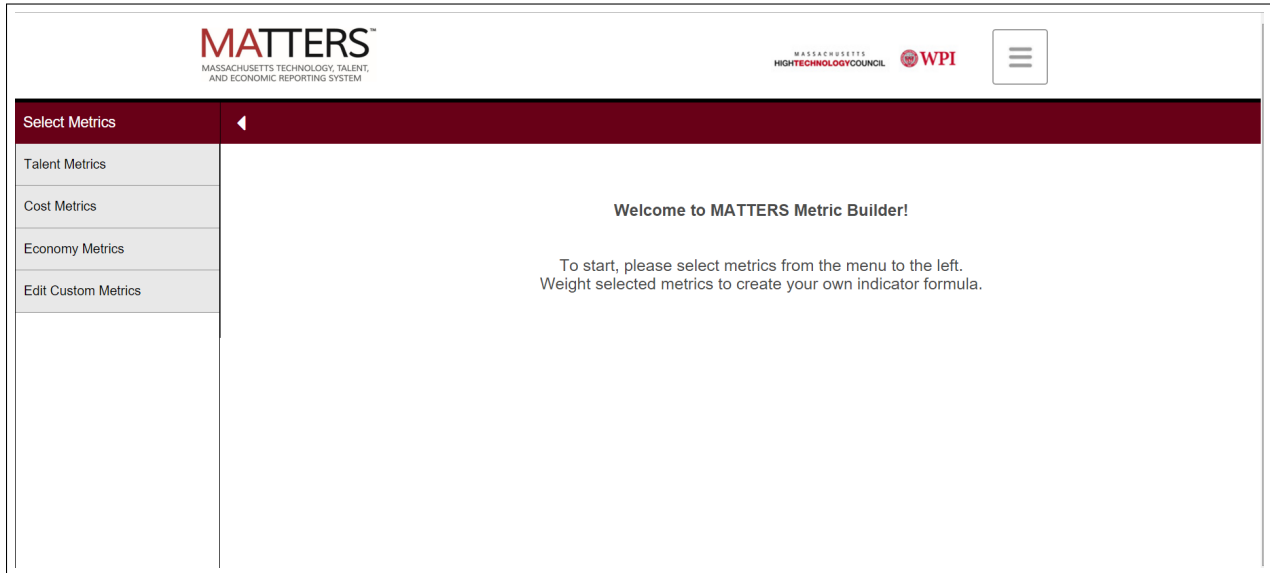 MATTERS™
MASSACHUSETTS TECHNOLOGY, TALENT,
AND ECONOMIC REPORTING SYSTEM
MASSACHUSETTS
HIGHTECHNOLOGYCOUNCIL
WPI
Select Metrics
Talent Metrics
Cost Metrics
Economy Metrics
Edit Custom Metrics
Welcome to MATTERS Metric Builder!
To start, please select metrics from the menu to the left.
Weight selected metrics to create your own indicator formula.